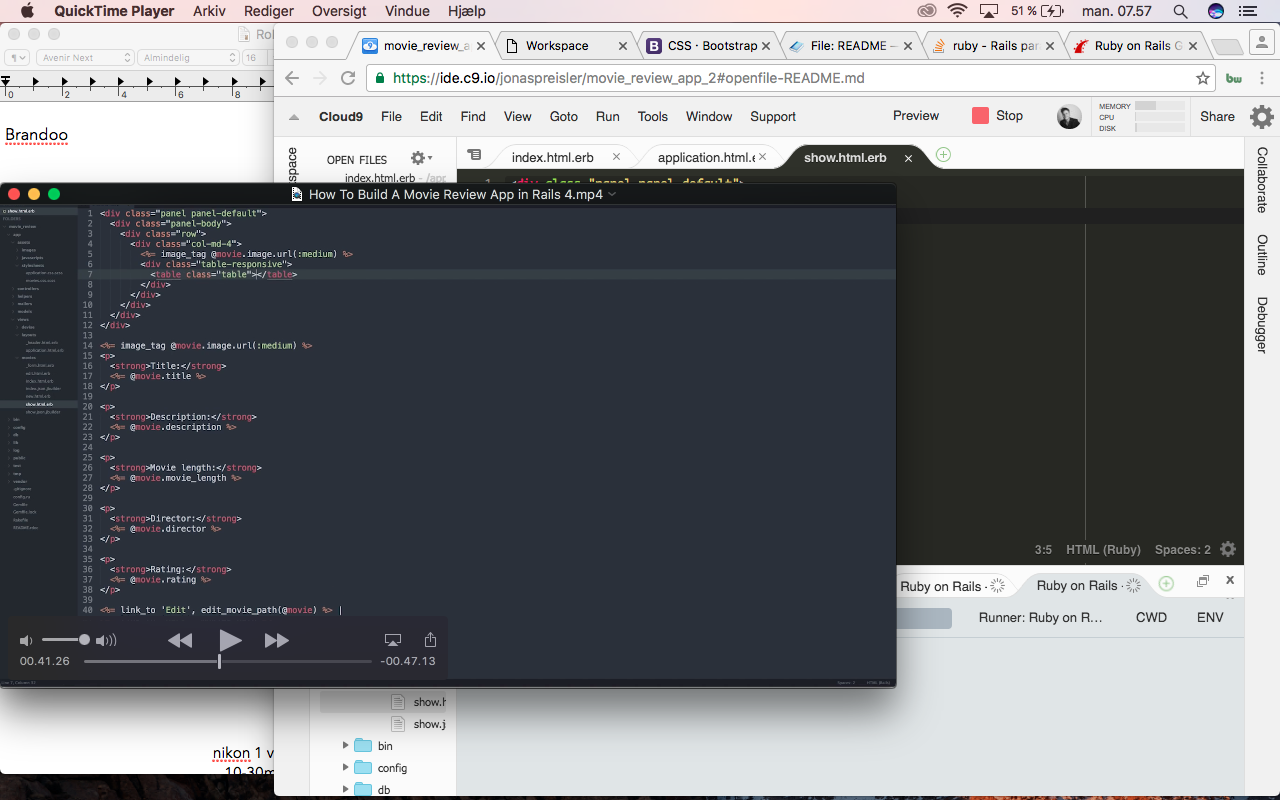 QuickTime Player Arkiv Rediger Oversigt Vindue Hjælp 51 % man. 07.57
Avenir Next Almindelig 16
0 2 4 6 8
Brandoo
nikon 1 v
10-30m
movie_review_a Workspace CSS · Bootstrap File: README – ruby - Rails par Ruby on Rails G
https://ide.c9.io/jonaspreisler/movie_review_app_2#openfile-README.md
Cloud9 File Edit Find View Goto Run Tools Window Support Preview Stop MEMORY CPU DISK Share
OPEN FILES
index.html.erb - /app
index.html.erb application.html.e show.html.erb
1 <div class="panel panel-default">
Collaborate
Outline
Debugger
How To Build A Movie Review App in Rails 4.mp4
1 <div class="panel panel-default">
2 <div class="panel-body">
3 <div class="row">
4 <div class="col-md-4">
5 <%= image_tag @movie.image.url(:medium) %>
6 <div class="table-responsive">
7 <table class="table"></table>
8 </div>
9 </div>
10 </div>
11 </div>
12 </div>
13
14 <%= image_tag @movie.image.url(:medium) %>
15 <p>
16 <strong>Title:</strong>
17 <%= @movie.title %>
18 </p>
19
20 <p>
21 <strong>Description:</strong>
22 <%= @movie.description %>
23 </p>
24
25 <p>
26 <strong>Movie length:</strong>
27 <%= @movie.movie_length %>
28 </p>
29
30 <p>
31 <strong>Director:</strong>
32 <%= @movie.director %>
33 </p>
34
35 <p>
36 <strong>Rating:</strong>
37 <%= @movie.rating %>
38 </p>
39
40 <%= link_to 'Edit', edit_movie_path(@movie) %> |
00.41.26 -00.47.13
3:5 HTML (Ruby) Spaces: 2
Ruby on Rails · Ruby on Rails ·
Runner: Ruby on R... CWD ENV
show.h
show.j
bin
config
db